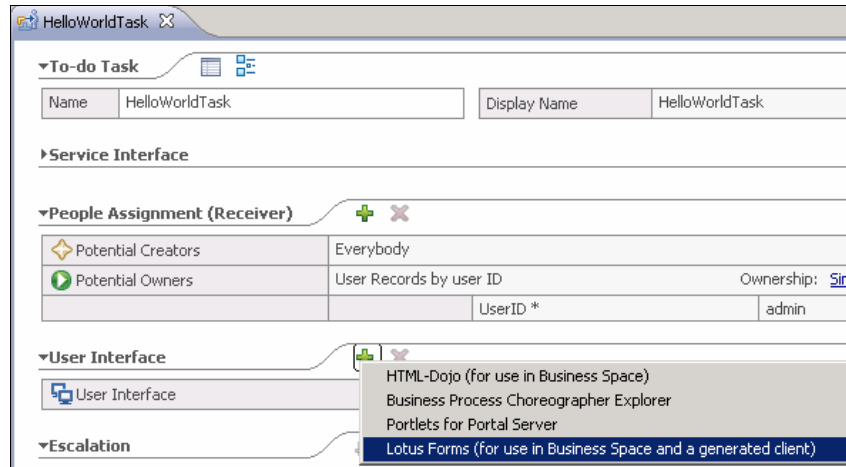 HelloWorldTask
To-do Task
Name HelloWorldTask Display Name HelloWorldTask
Service Interface
People Assignment (Receiver)
Potential Creators Everybody
Potential Owners User Records by user ID Ownership:
UserID * admin
User Interface
HTML-Dojo (for use in Business Space)
User Interface
Business Process Choreographer Explorer
Portlets for Portal Server
Escalation
Lotus Forms (for use in Business Space and a generated client)